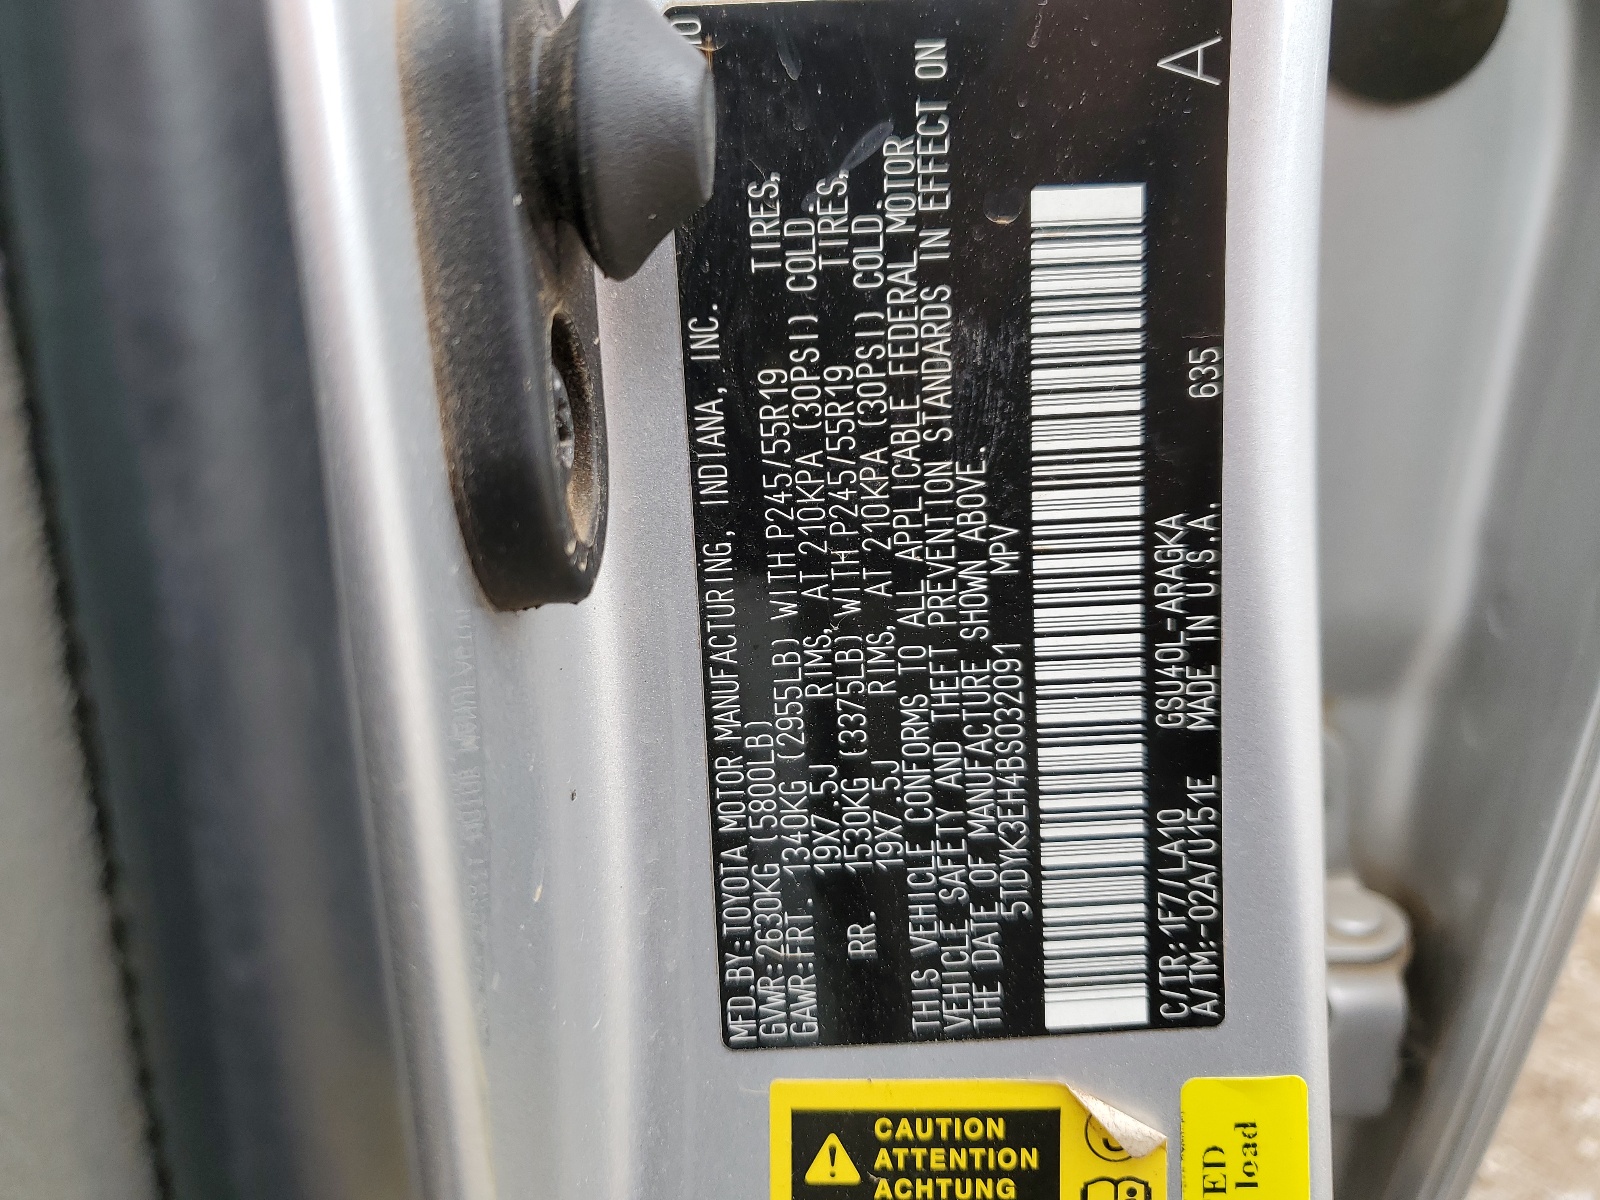 10
MFD.BY:TOYOTA MOTOR MANUFACTURING, INDIANA, INC.
GVWR:2630KG (5800LB)
GAWR:FRT. 1340KG (2955LB) WITH P245/55R19 TIRES,
19X7.5J RIMS, AT 210KPA (30PSI) COLD.
RR. 1530KG (3375LB) WITH P245/55R19 TIRES,
19X7.5J RIMS, AT 210KPA (30PSI) COLD.
THIS VEHICLE CONFORMS TO ALL APPLICABLE FEDERAL MOTOR
VEHICLE SAFETY AND THEFT PREVENTION STANDARDS IN EFFECT ON
THE DATE OF MANUFACTURE SHOWN ABOVE.
5TDYK3EH4BS032091 MPV
C/TR:1F7/LA10 GSU40L-ARAGKA 635
A/TM:-02A/U151E MADE IN U.S.A. A
CAUTION
ATTENTION
ACHTUNG
ED
load